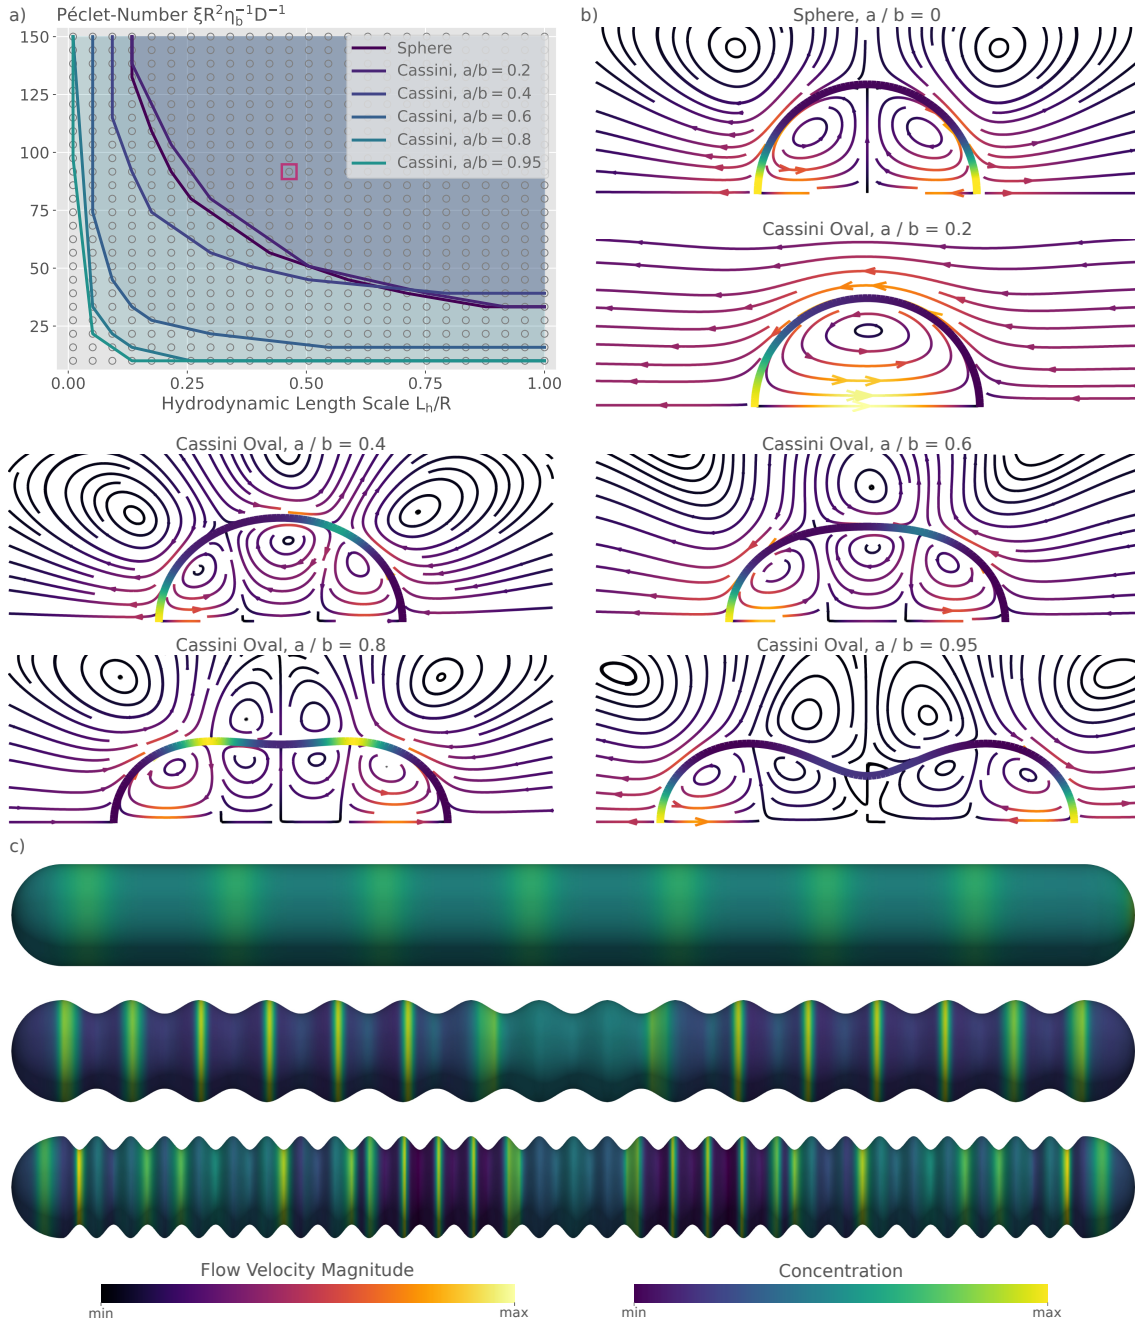 a)
Péclet-Number ξR²η_b⁻¹D⁻¹
150
125
100
75
50
25
0.00
0.25
0.50
0.75
1.00
Hydrodynamic Length Scale L_h/R
Sphere
Cassini, a/b = 0.2
Cassini, a/b = 0.4
Cassini, a/b = 0.6
Cassini, a/b = 0.8
Cassini, a/b = 0.95
b)
Sphere, a / b = 0
Cassini Oval, a / b = 0.2
Cassini Oval, a / b = 0.4
Cassini Oval, a / b = 0.6
Cassini Oval, a / b = 0.8
Cassini Oval, a / b = 0.95
c)
Flow Velocity Magnitude
min
max
Concentration
min
max